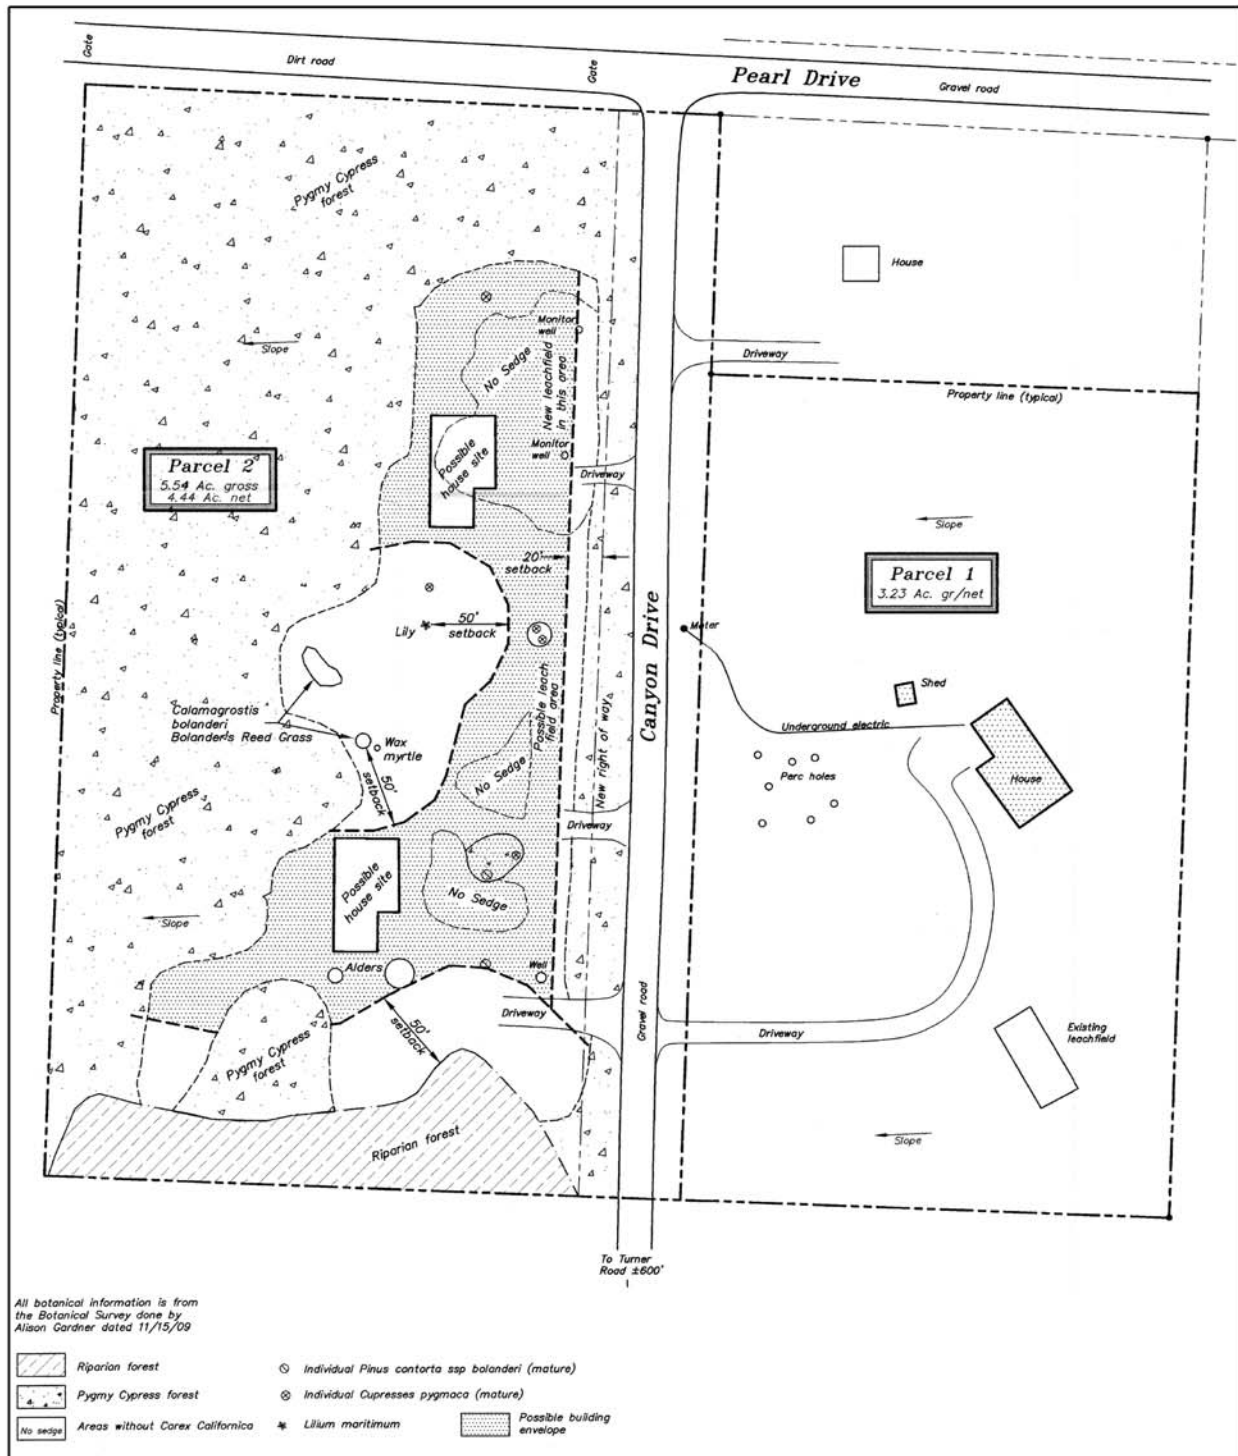 Gate
Dirt road
Gate
Pearl Drive
Gravel road
Pygmy Cypress
forest
House
Monitor
well
Slope
No Sedge
New leachfield
in this area
Driveway
Property line (typical)
Possible
house site
Monitor
well
Driveway
Parcel 2
5.54 Ac. gross
4.44 Ac. net
Slope
20'
setback
Parcel 1
3.23 Ac. gr/net
Lily
50'
setback
Meter
Canyon Drive
Property line (typical)
Shed
Possible leach
field area
New right of way
Calamagrostis
bolanderi
Bolander's Reed Grass
Wax
myrtle
Underground electric
50'
setback
No Sedge
Perc holes
House
Pygmy Cypress
forest
Driveway
Possible
house site
No Sedge
Slope
Alders
Well
Driveway
Gravel road
50'
setback
Driveway
Existing
leachfield
Pygmy Cypress
forest
Riparian forest
Slope
To Turner
Road ±600'
All botanical information is from
the Botanical Survey done by
Alison Gardner dated 11/15/09
Riparion forest
Individual Pinus contorta ssp bolanderi (mature)
Pygmy Cypress forest
Individual Cupresses pygmaca (mature)
No sedge
Areas without Carex Californica
Lilium maritimum
Possible building
envelope